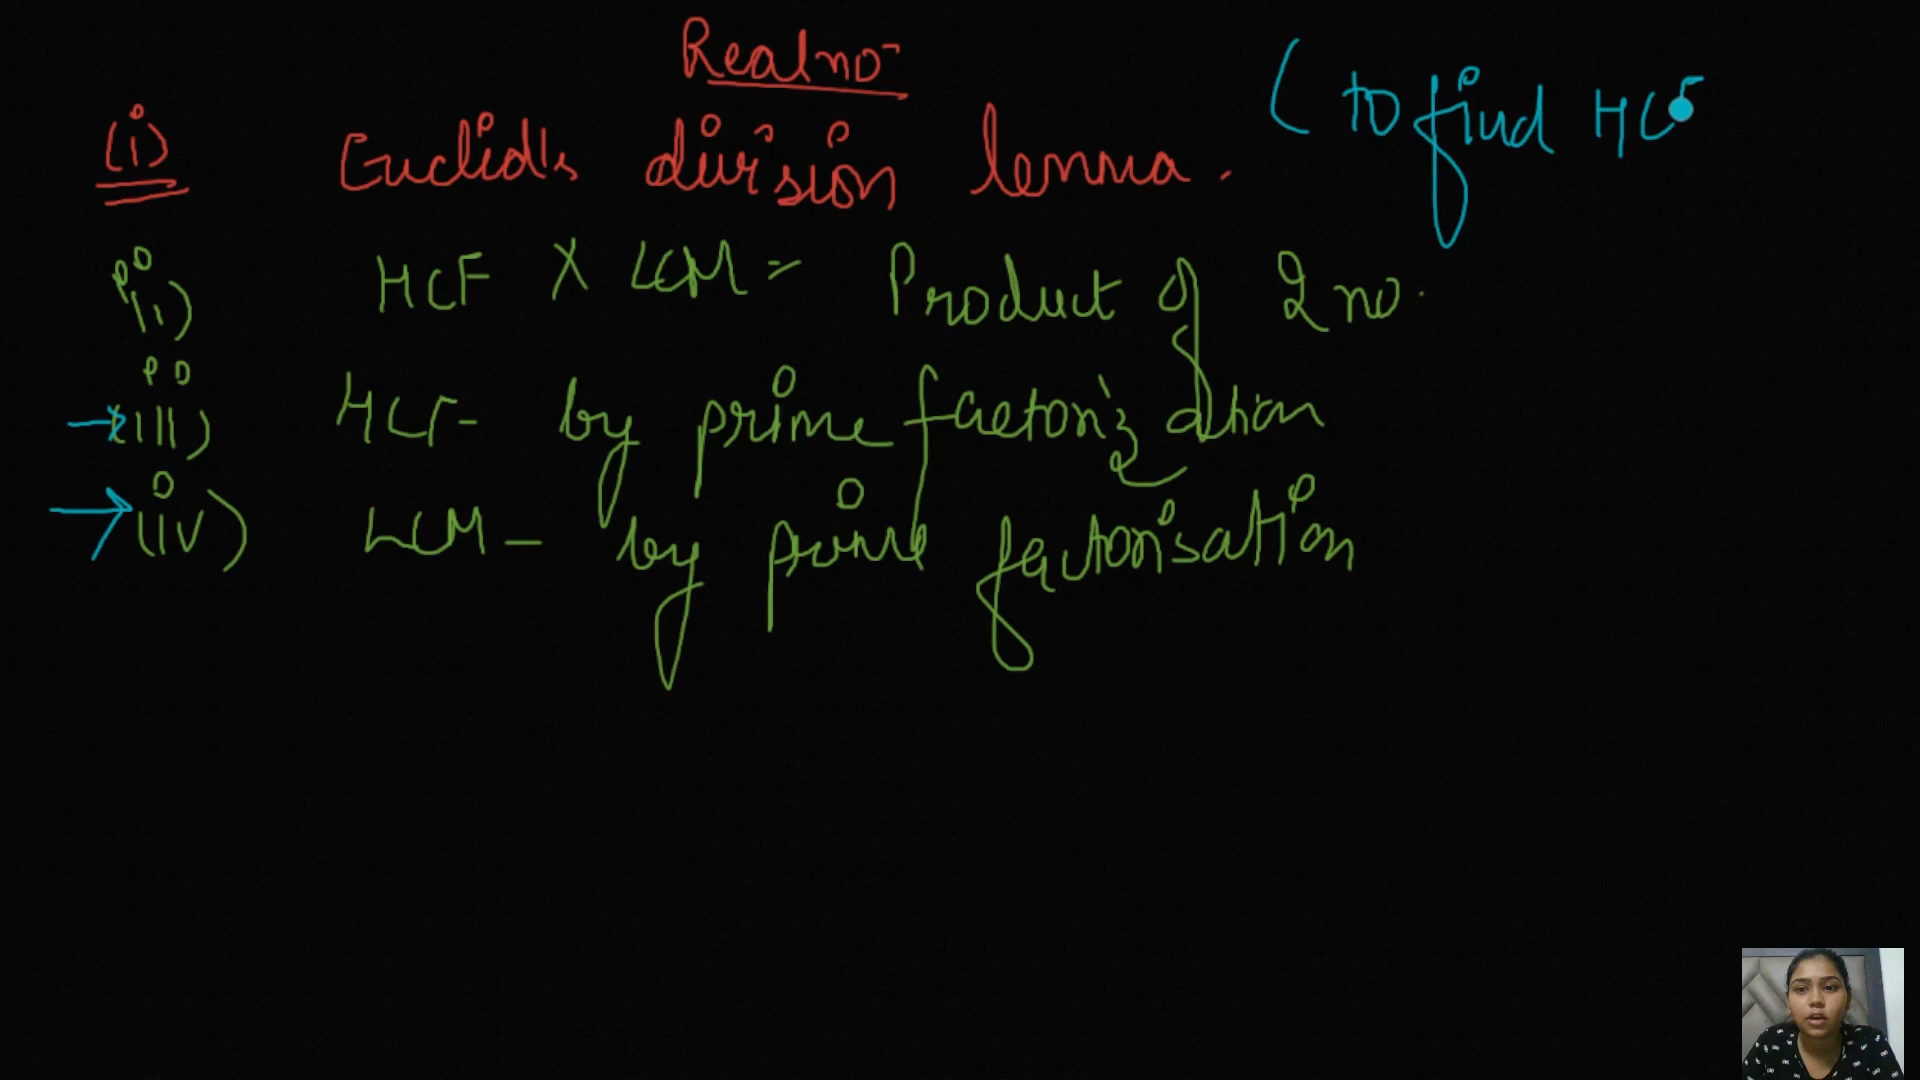 Real no
(i) Euclid's division lemma. (to find HCF
ii) HCF X LCM = Product of 2 no.
(iii) HCF - by prime factorization
(iv) LCM - by prime factorisation